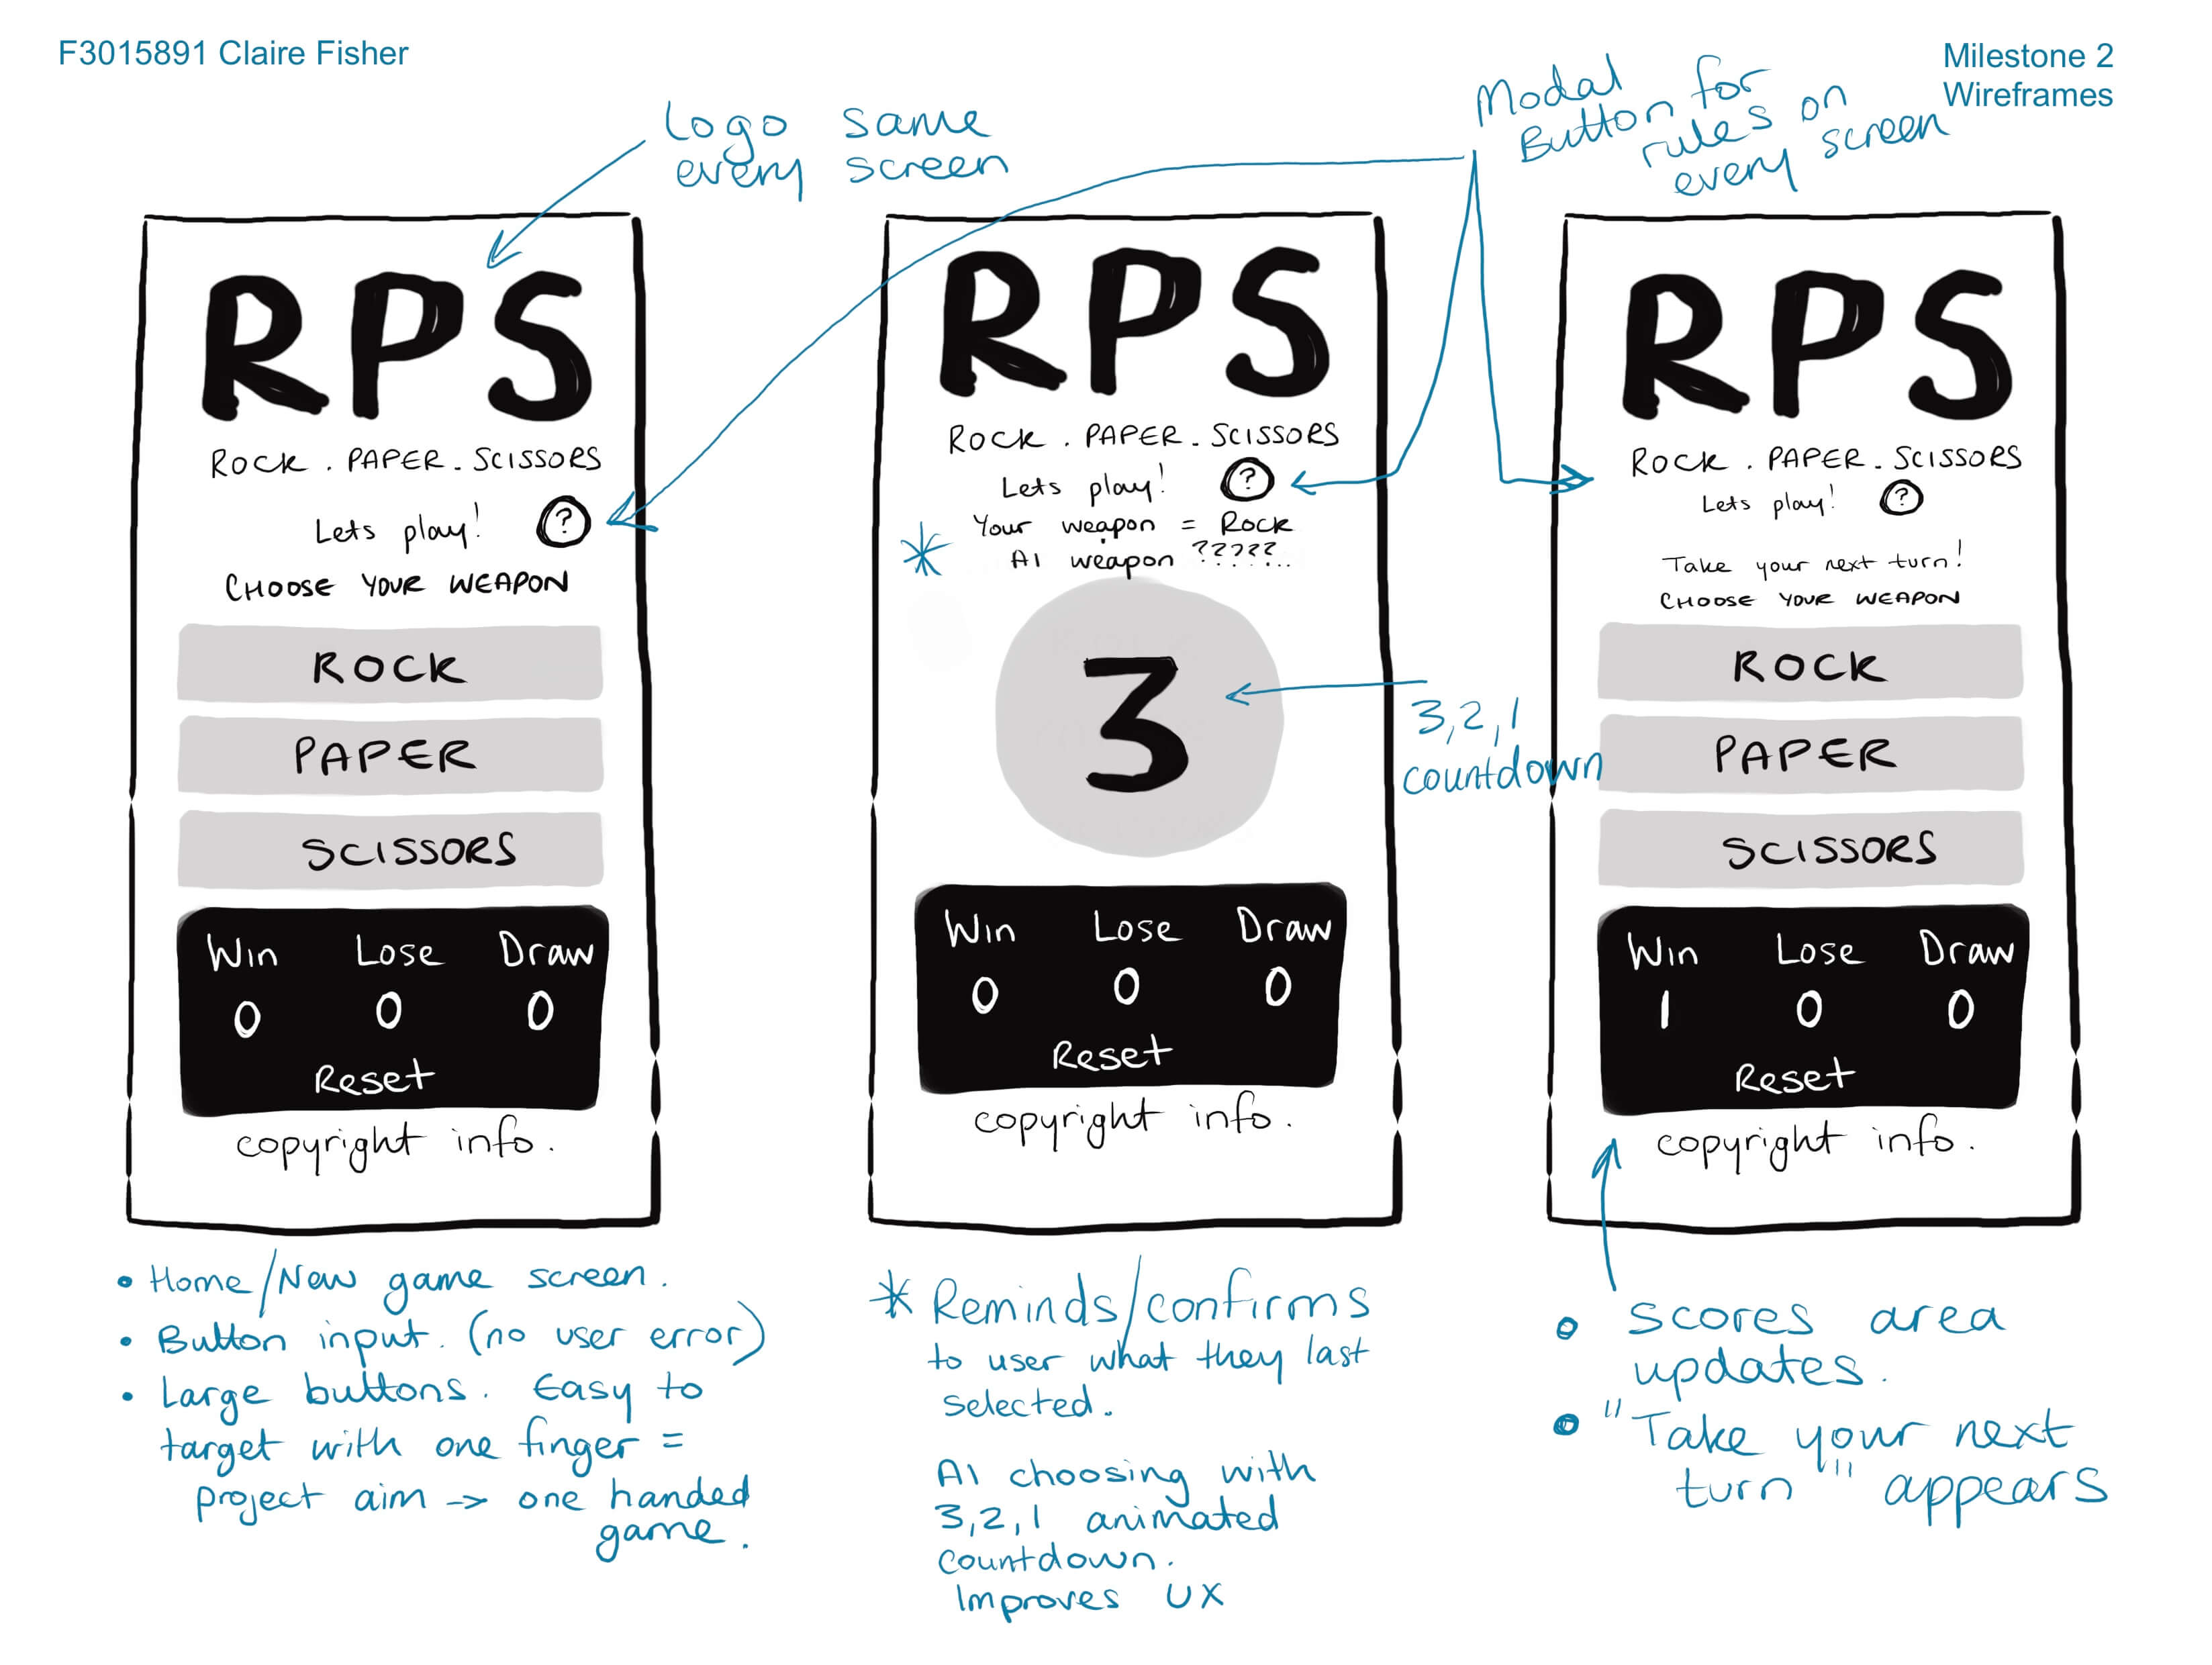 F3015891 Claire Fisher
Milestone 2
Wireframes
Logo same
every screen
Modal
Button for
rules on
every screen
RPS
ROCK . PAPER . SCISSORS
Lets play! ?
CHOOSE YOUR WEAPON
ROCK
PAPER
SCISSORS
Win Lose Draw
0 0 0
Reset
copyright info.
• Home/New game screen.
• Button input. (no user error)
• Large buttons. Easy to
target with one finger =
project aim -> one handed
game.
RPS
ROCK . PAPER . SCISSORS
Lets play! ?
Your weapon = Rock
* AI weapon ?????......
3
3,2,1
countdown
Win Lose Draw
0 0 0
Reset
copyright info.
* Reminds/confirms
to user what they last
selected.
AI choosing with
3,2,1 animated
countdown.
Improves UX
RPS
ROCK . PAPER . SCISSORS
Lets play! ?
Take your next turn!
CHOOSE YOUR WEAPON
ROCK
PAPER
SCISSORS
Win Lose Draw
1 0 0
Reset
copyright info.
• Scores area
updates.
• "Take your next
turn!" appears